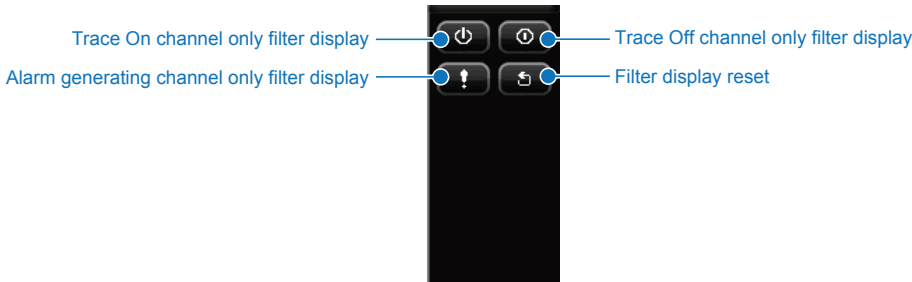 Trace On channel only filter display
Trace Off channel only filter display
Alarm generating channel only filter display
Filter display reset